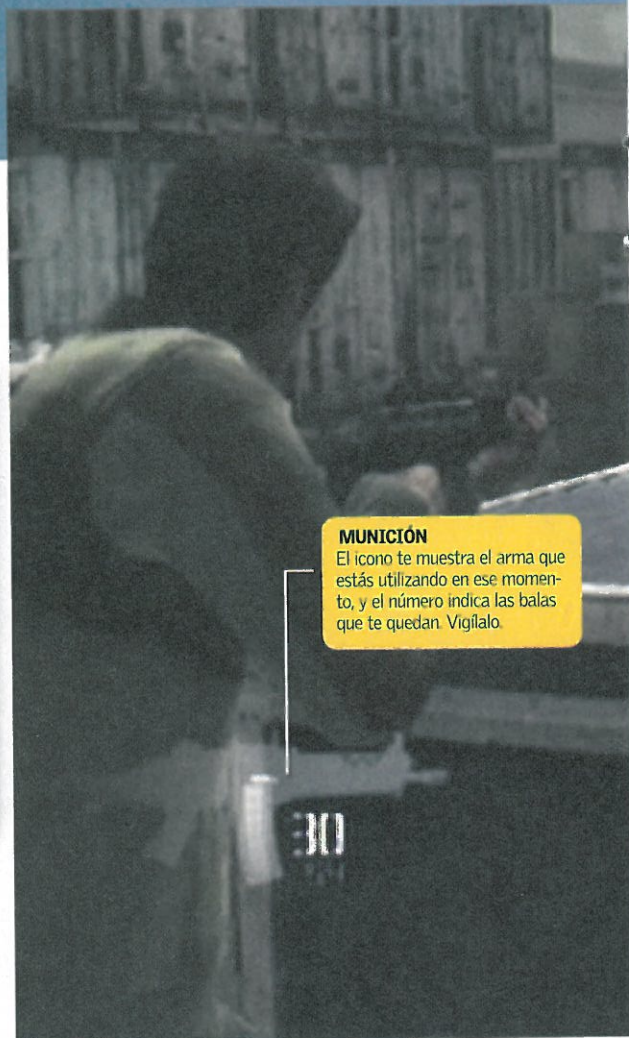 MUNICIÓN
El icono te muestra el arma que
estás utilizando en ese momen-
to, y el número indica las balas
que te quedan. Vigílalo.
30